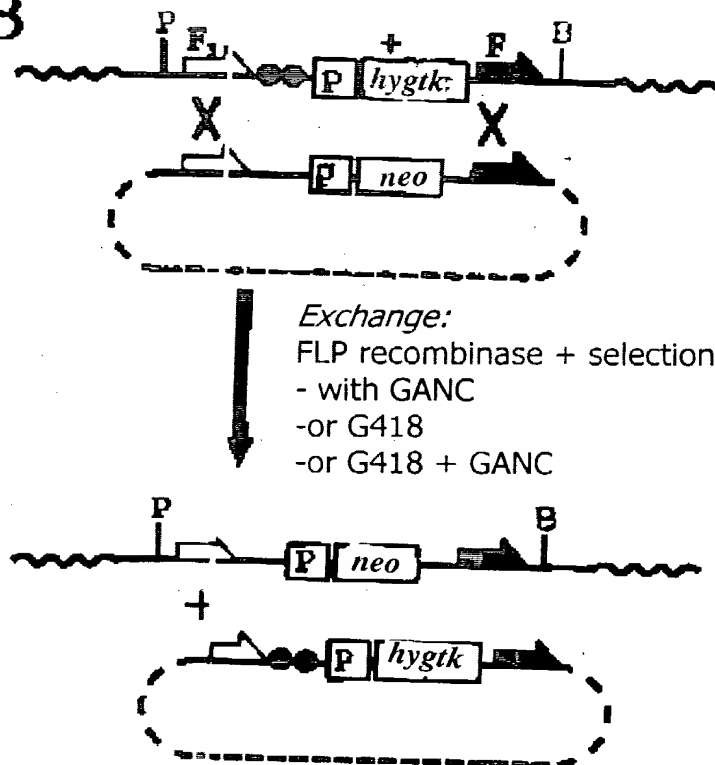 B
P F + F B
P hygtk:
X X
P neo
Exchange:
FLP recombinase + selection
- with GANC
-or G418
-or G418 + GANC
P B
P neo
+
P hygtk